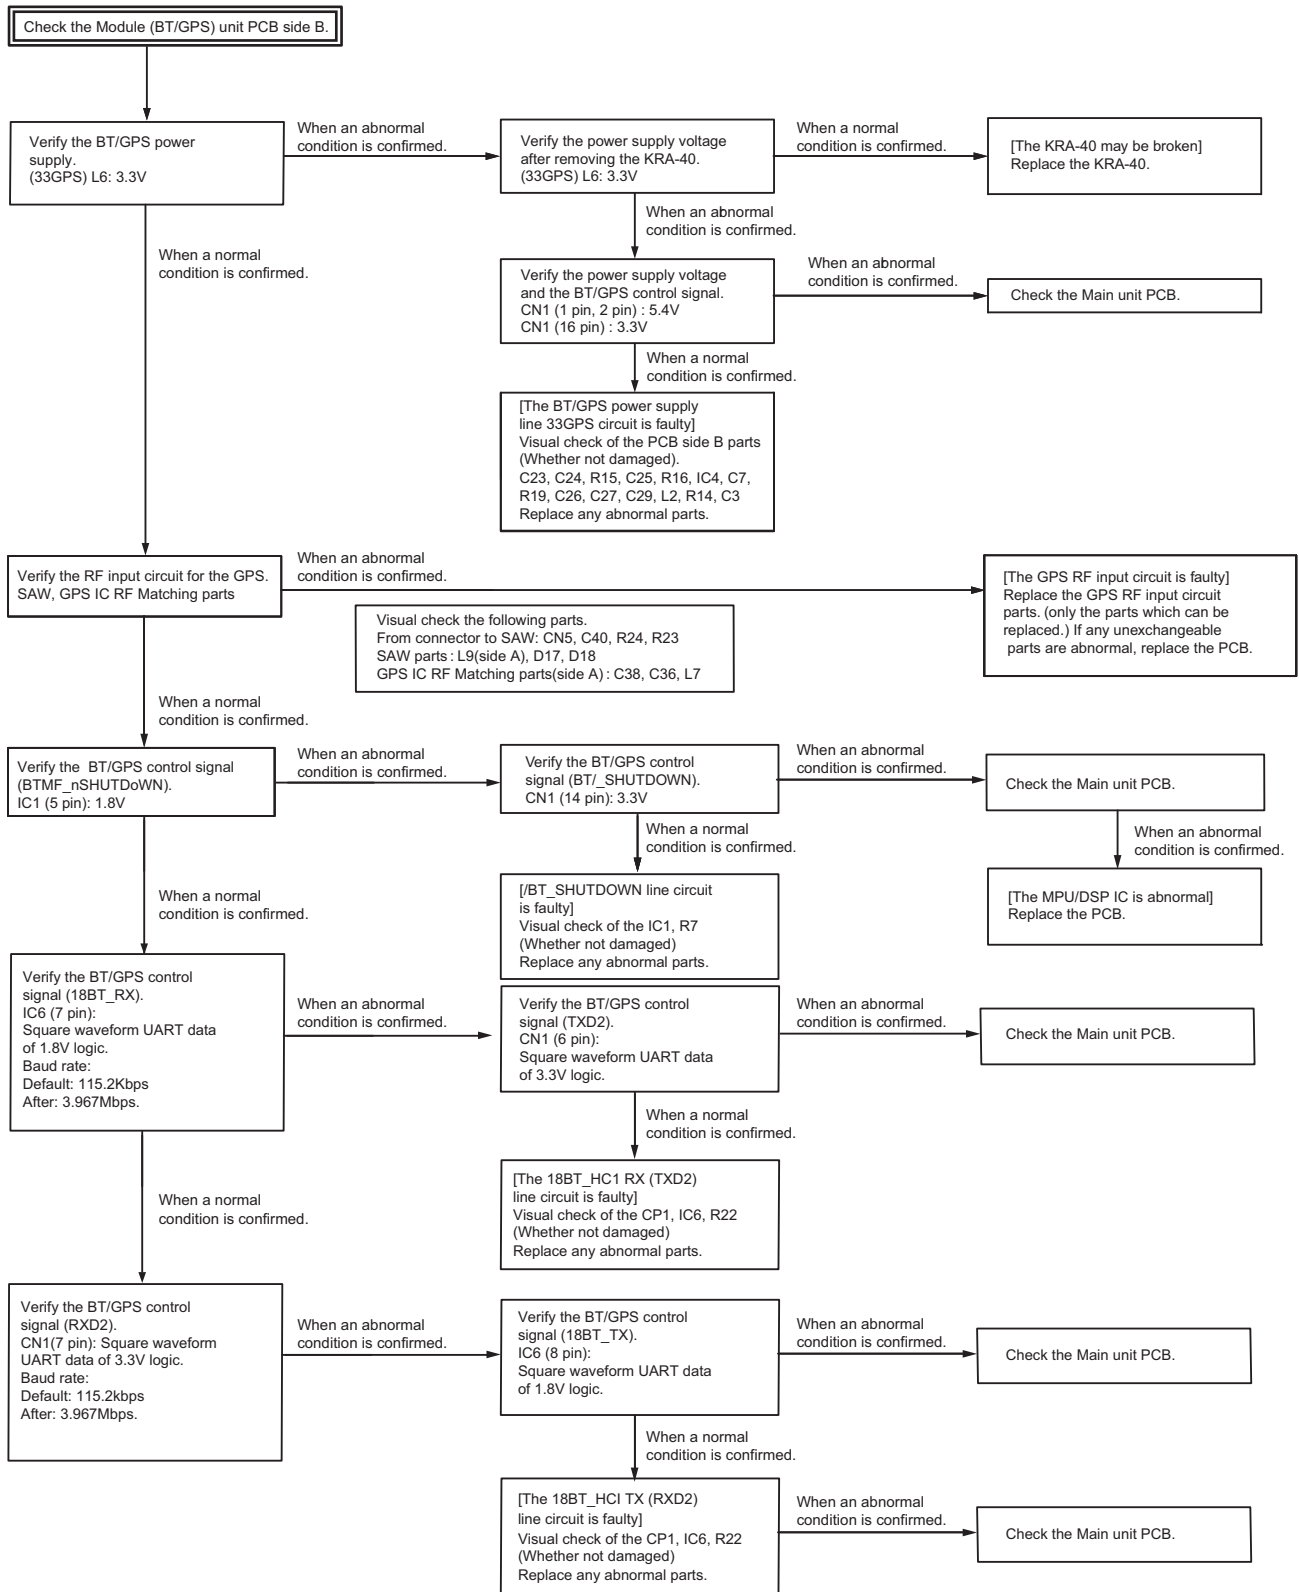 Check the Module (BT/GPS) unit PCB side B.
Verify the BT/GPS power
supply.
(33GPS) L6: 3.3V
When an abnormal
condition is confirmed.
Verify the power supply voltage
after removing the KRA-40.
(33GPS) L6: 3.3V
When a normal
condition is confirmed.
[The KRA-40 may be broken]
Replace the KRA-40.
When an abnormal
condition is confirmed.
When a normal
condition is confirmed.
Verify the power supply voltage
and the BT/GPS control signal.
CN1 (1 pin, 2 pin) : 5.4V
CN1 (16 pin) : 3.3V
When an abnormal
condition is confirmed.
Check the Main unit PCB.
When a normal
condition is confirmed.
[The BT/GPS power supply
line 33GPS circuit is faulty]
Visual check of the PCB side B parts
(Whether not damaged).
C23, C24, R15, C25, R16, IC4, C7,
R19, C26, C27, C29, L2, R14, C3
Replace any abnormal parts.
Verify the RF input circuit for the GPS.
SAW, GPS IC RF Matching parts
When an abnormal
condition is confirmed.
[The GPS RF input circuit is faulty]
Replace the GPS RF input circuit
parts. (only the parts which can be
replaced.) If any unexchangeable
parts are abnormal, replace the PCB.
Visual check the following parts.
From connector to SAW: CN5, C40, R24, R23
SAW parts : L9(side A), D17, D18
GPS IC RF Matching parts(side A) : C38, C36, L7
When a normal
condition is confirmed.
Verify the BT/GPS control signal
(BTMF_nSHUTDoWN).
IC1 (5 pin): 1.8V
When an abnormal
condition is confirmed.
Verify the BT/GPS control
signal (BT/_SHUTDOWN).
CN1 (14 pin): 3.3V
When an abnormal
condition is confirmed.
Check the Main unit PCB.
When a normal
condition is confirmed.
When an abnormal
condition is confirmed.
When a normal
condition is confirmed.
[/BT_SHUTDOWN line circuit
is faulty]
Visual check of the IC1, R7
(Whether not damaged)
Replace any abnormal parts.
[The MPU/DSP IC is abnormal]
Replace the PCB.
Verify the BT/GPS control
signal (18BT_RX).
IC6 (7 pin):
Square waveform UART data
of 1.8V logic.
Baud rate:
Default: 115.2Kbps
After: 3.967Mbps.
When an abnormal
condition is confirmed.
Verify the BT/GPS control
signal (TXD2).
CN1 (6 pin):
Square waveform UART data
of 3.3V logic.
When an abnormal
condition is confirmed.
Check the Main unit PCB.
When a normal
condition is confirmed.
When a normal
condition is confirmed.
[The 18BT_HC1 RX (TXD2)
line circuit is faulty]
Visual check of the CP1, IC6, R22
(Whether not damaged)
Replace any abnormal parts.
Verify the BT/GPS control
signal (RXD2).
CN1(7 pin): Square waveform
UART data of 3.3V logic.
Baud rate:
Default: 115.2kbps
After: 3.967Mbps.
When an abnormal
condition is confirmed.
Verify the BT/GPS control
signal (18BT_TX).
IC6 (8 pin):
Square waveform UART data
of 1.8V logic.
When an abnormal
condition is confirmed.
Check the Main unit PCB.
When a normal
condition is confirmed.
[The 18BT_HCI TX (RXD2)
line circuit is faulty]
Visual check of the CP1, IC6, R22
(Whether not damaged)
Replace any abnormal parts.
When an abnormal
condition is confirmed.
Check the Main unit PCB.